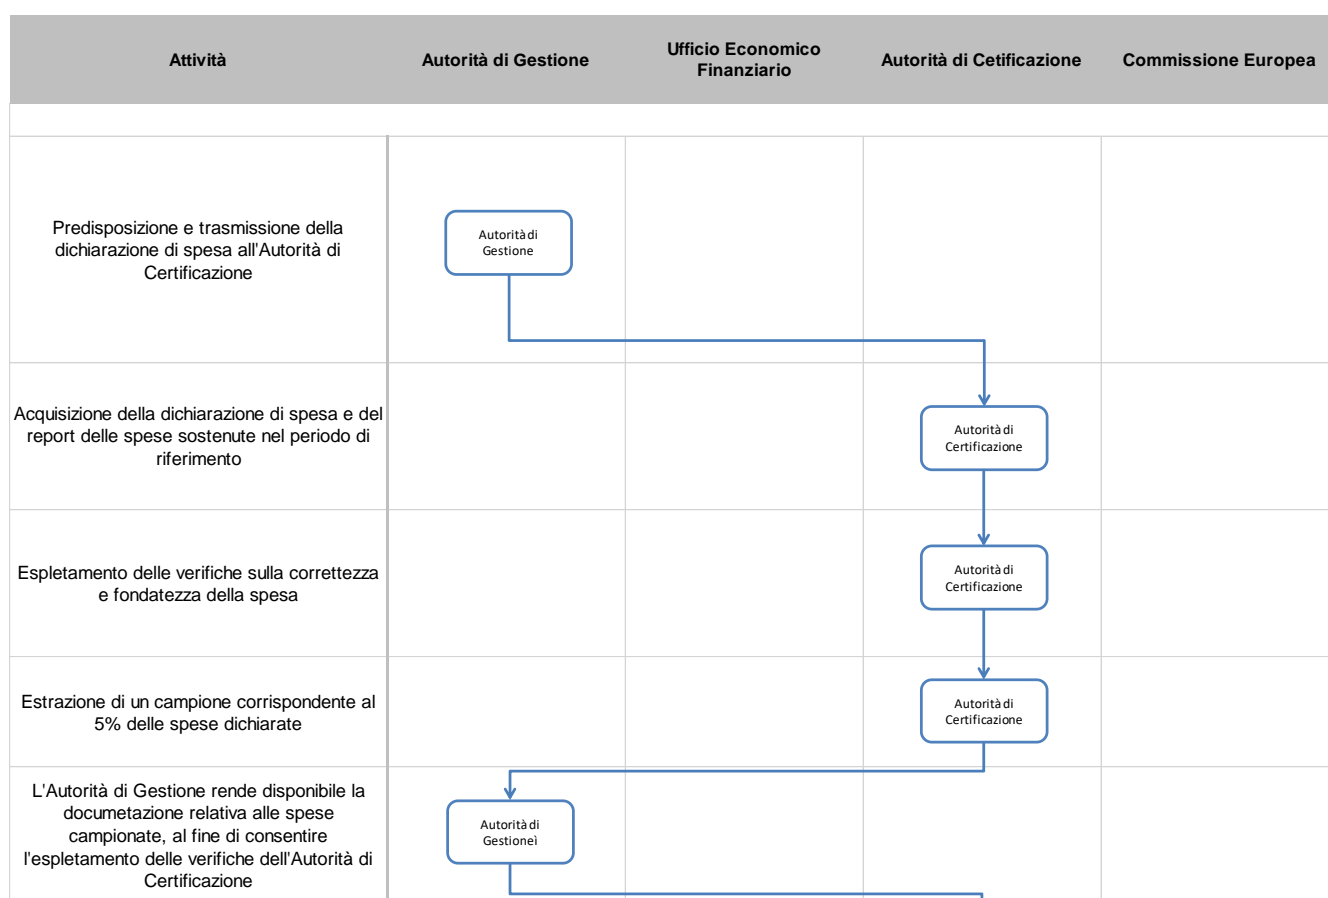 Attività
Autorità di Gestione
Ufficio Economico
Finanziario
Autorità di Cetificazione
Commissione Europea
Predisposizione e trasmissione della
dichiarazione di spesa all'Autorità di
Certificazione
Autorità di
Gestione
Acquisizione della dichiarazione di spesa e del
report delle spese sostenute nel periodo di
riferimento
Autorità di
Certificazione
Espletamento delle verifiche sulla correttezza
e fondatezza della spesa
Autorità di
Certificazione
Estrazione di un campione corrispondente al
5% delle spese dichiarate
Autorità di
Certificazione
L'Autorità di Gestione rende disponibile la
documetazione relativa alle spese
campionate, al fine di consentire
l'espletamento delle verifiche dell'Autorità di
Certificazione
Autorità di
Gestioneì